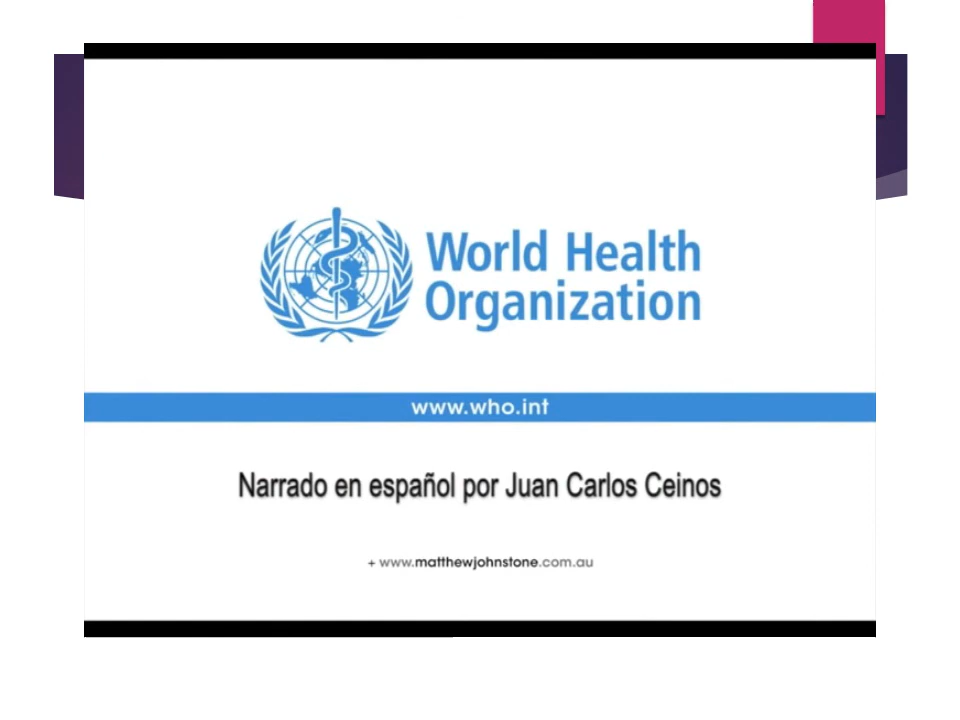 World Health
Organization
www.who.int
Narrado en español por Juan Carlos Ceinos
+ www.matthewjohnstone.com.au